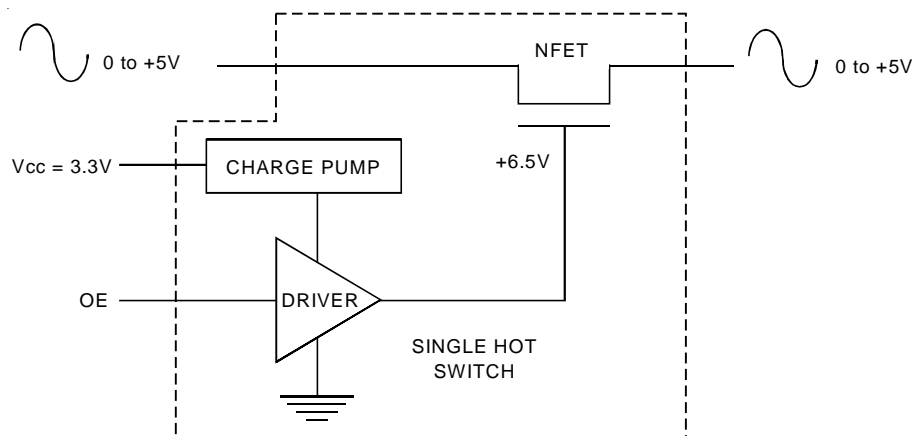 NFET
0 to +5V
0 to +5V
Vcc = 3.3V
CHARGE PUMP
+6.5V
OE
DRIVER
SINGLE HOT
SWITCH